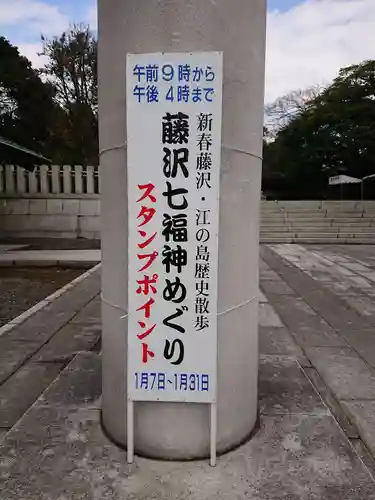 午前9時から
午後4時まで
新春藤沢・江の島歴史散歩
藤沢七福神めぐり
スタンプポイント
1月7日~1月31日